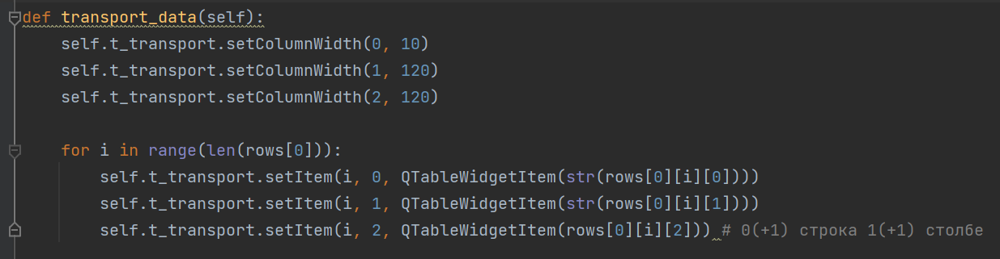 def transport_data(self):
    self.t_transport.setColumnWidth(0, 10)
    self.t_transport.setColumnWidth(1, 120)
    self.t_transport.setColumnWidth(2, 120)

    for i in range(len(rows[0])):
        self.t_transport.setItem(i, 0, QTableWidgetItem(str(rows[0][i][0])))
        self.t_transport.setItem(i, 1, QTableWidgetItem(str(rows[0][i][1])))
        self.t_transport.setItem(i, 2, QTableWidgetItem(rows[0][i][2])) # 0(+1) строка 1(+1) столбе